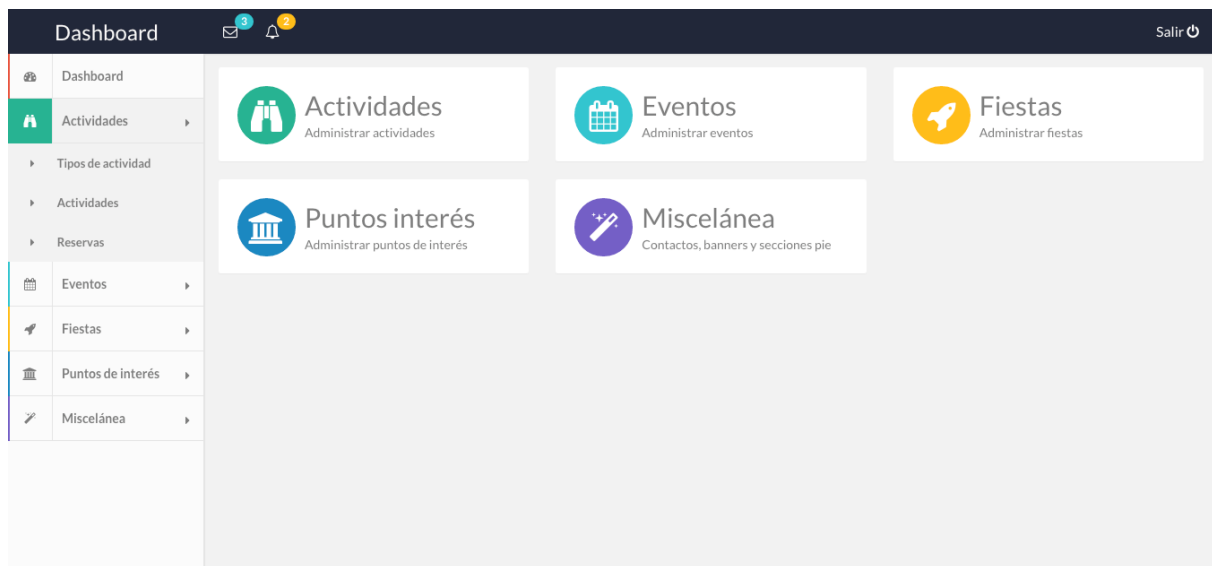 Dashboard
3
2
Salir
Dashboard
Actividades
Tipos de actividad
Actividades
Reservas
Eventos
Fiestas
Puntos de interés
Miscelánea
Actividades
Administrar actividades
Eventos
Administrar eventos
Fiestas
Administrar fiestas
Puntos interés
Administrar puntos de interés
Miscelánea
Contactos, banners y secciones pie